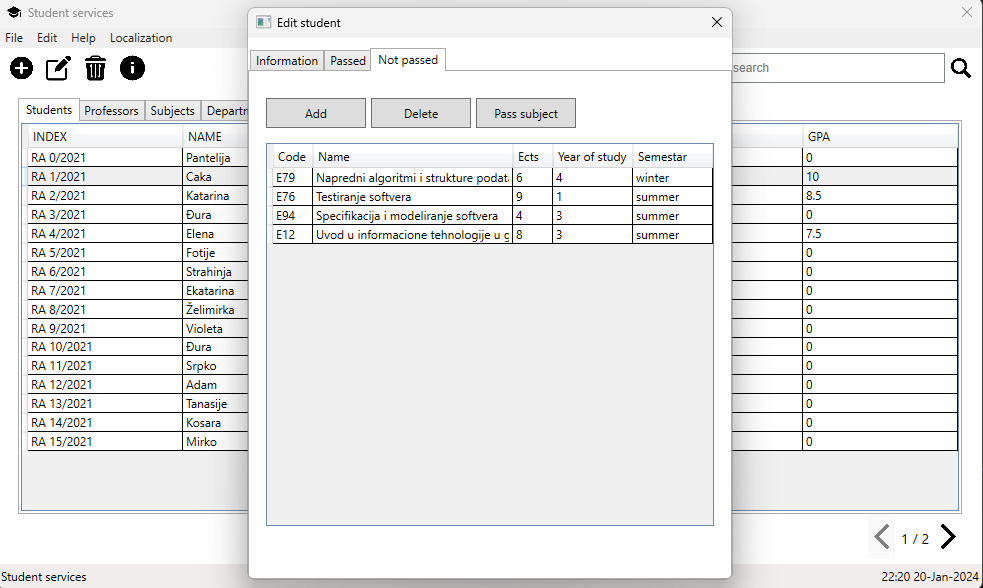 Student services
File Edit Help Localization
search
Students Professors Subjects Departm
INDEX NAME GPA
RA 0/2021 Pantelija 0
RA 1/2021 Caka 10
RA 2/2021 Katarina 8.5
RA 3/2021 Đura 0
RA 4/2021 Elena 7.5
RA 5/2021 Fotije 0
RA 6/2021 Strahinja 0
RA 7/2021 Ekatarina 0
RA 8/2021 Želimirka 0
RA 9/2021 Violeta 0
RA 10/2021 Đura 0
RA 11/2021 Srpko 0
RA 12/2021 Adam 0
RA 13/2021 Tanasije 0
RA 14/2021 Kosara 0
RA 15/2021 Mirko 0
Edit student
Information Passed Not passed
Add Delete Pass subject
Code Name Ects Year of study Semestar
E79 Napredni algoritmi i strukture podat 6 4 winter
E76 Testiranje softvera 9 1 summer
E94 Specifikacija i modeliranje softvera 4 3 summer
E12 Uvod u informacione tehnologije u g 8 3 summer
1 / 2
Student services 22:20 20-Jan-2024